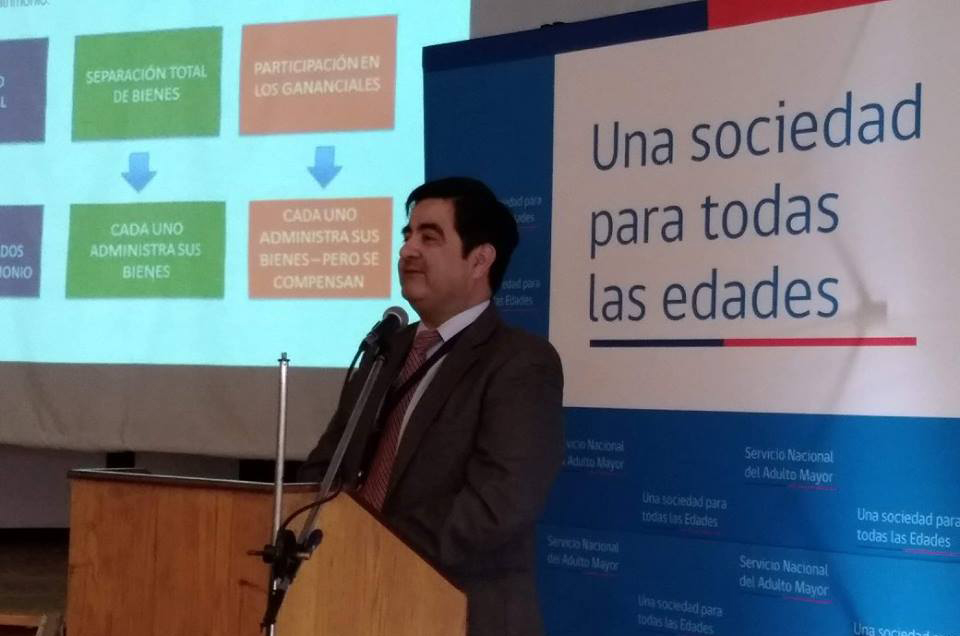 SEPARACIÓN TOTAL
DE BIENES
PARTICIPACIÓN EN
LOS GANANCIALES
CADA UNO
ADMINISTRA SUS
BIENES
CADA UNO
ADMINISTRA SUS
BIENES – PERO SE
COMPENSAN
Una sociedad
para todas
las edades
Servicio Nacional
del Adulto Mayor
Adulto Mayor
Una sociedad para
todas las Edades
Una sociedad para
todas las Edades
Servicio Nacional
del Adulto Mayor
Servicio Nacional
del Adulto Mayor
Una sociedad para
todas las Edades
Una sociedad